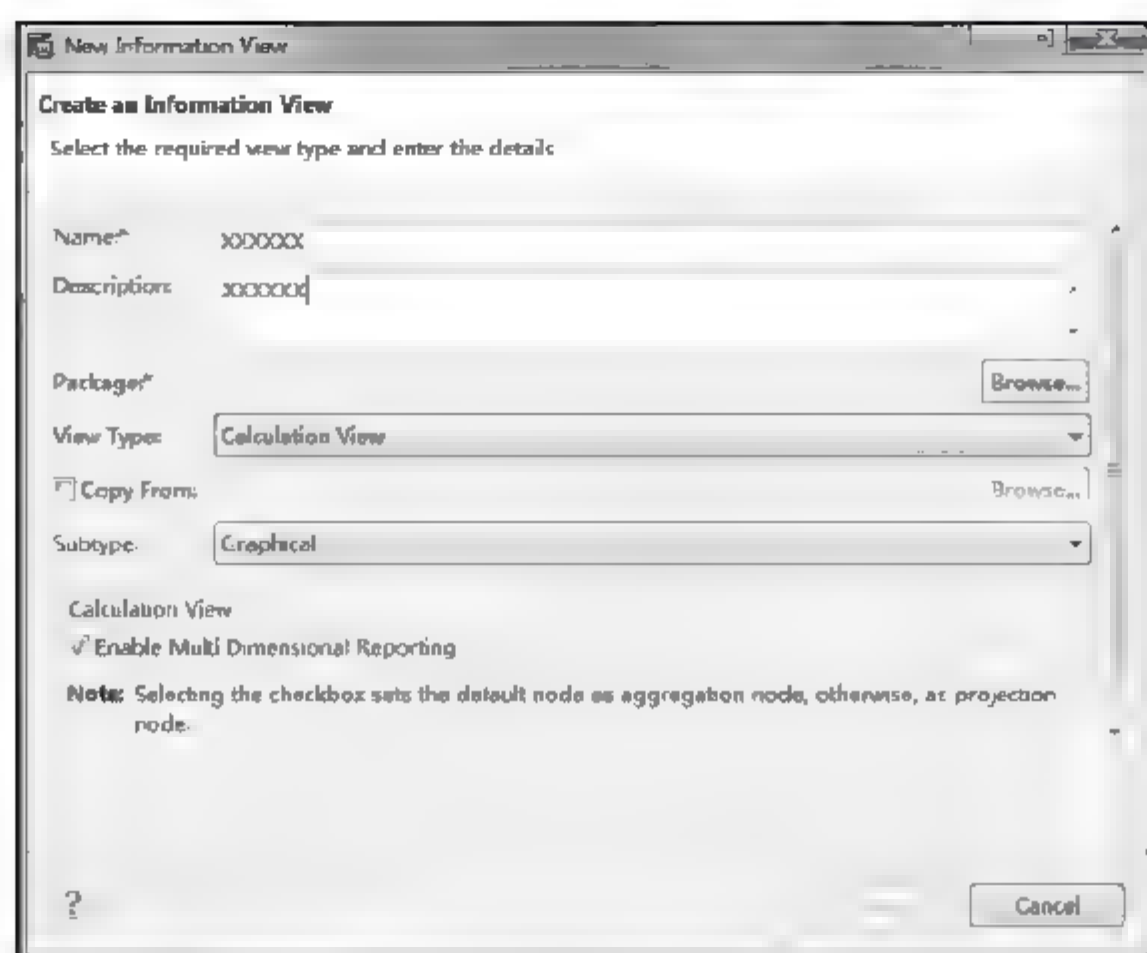 New Information View
Create an Information View
Select the required view type and enter the details
Name:*
Description:
Package:*
Browse...
View Type:
Calculation View
Copy From:
Browse...
Subtype:
Graphical
Calculation View
Enable Multi Dimensional Reporting
Note: Selecting the checkbox sets the default node as aggregation node, otherwise, as projection
node.
?
Cancel